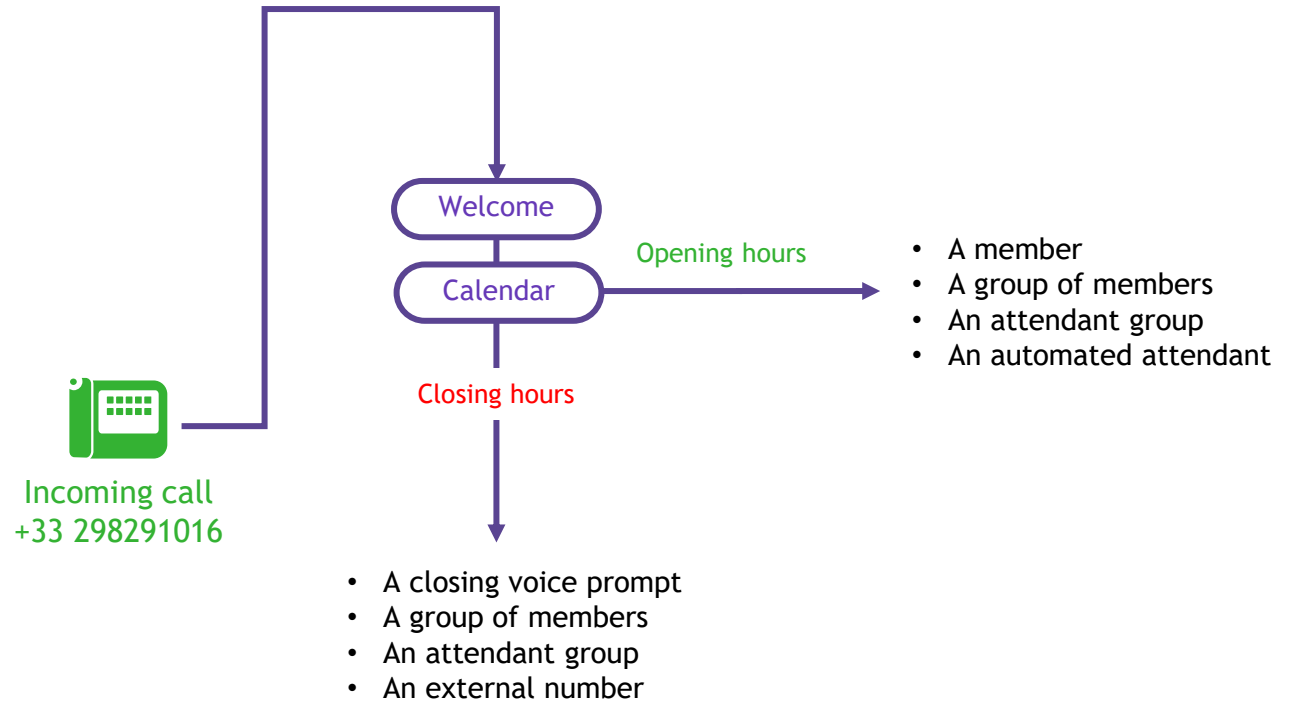 Welcome
Calendar
Opening hours
• A member
• A group of members
• An attendant group
• An automated attendant
Closing hours
Incoming call
+33 298291016
• A closing voice prompt
• A group of members
• An attendant group
• An external number